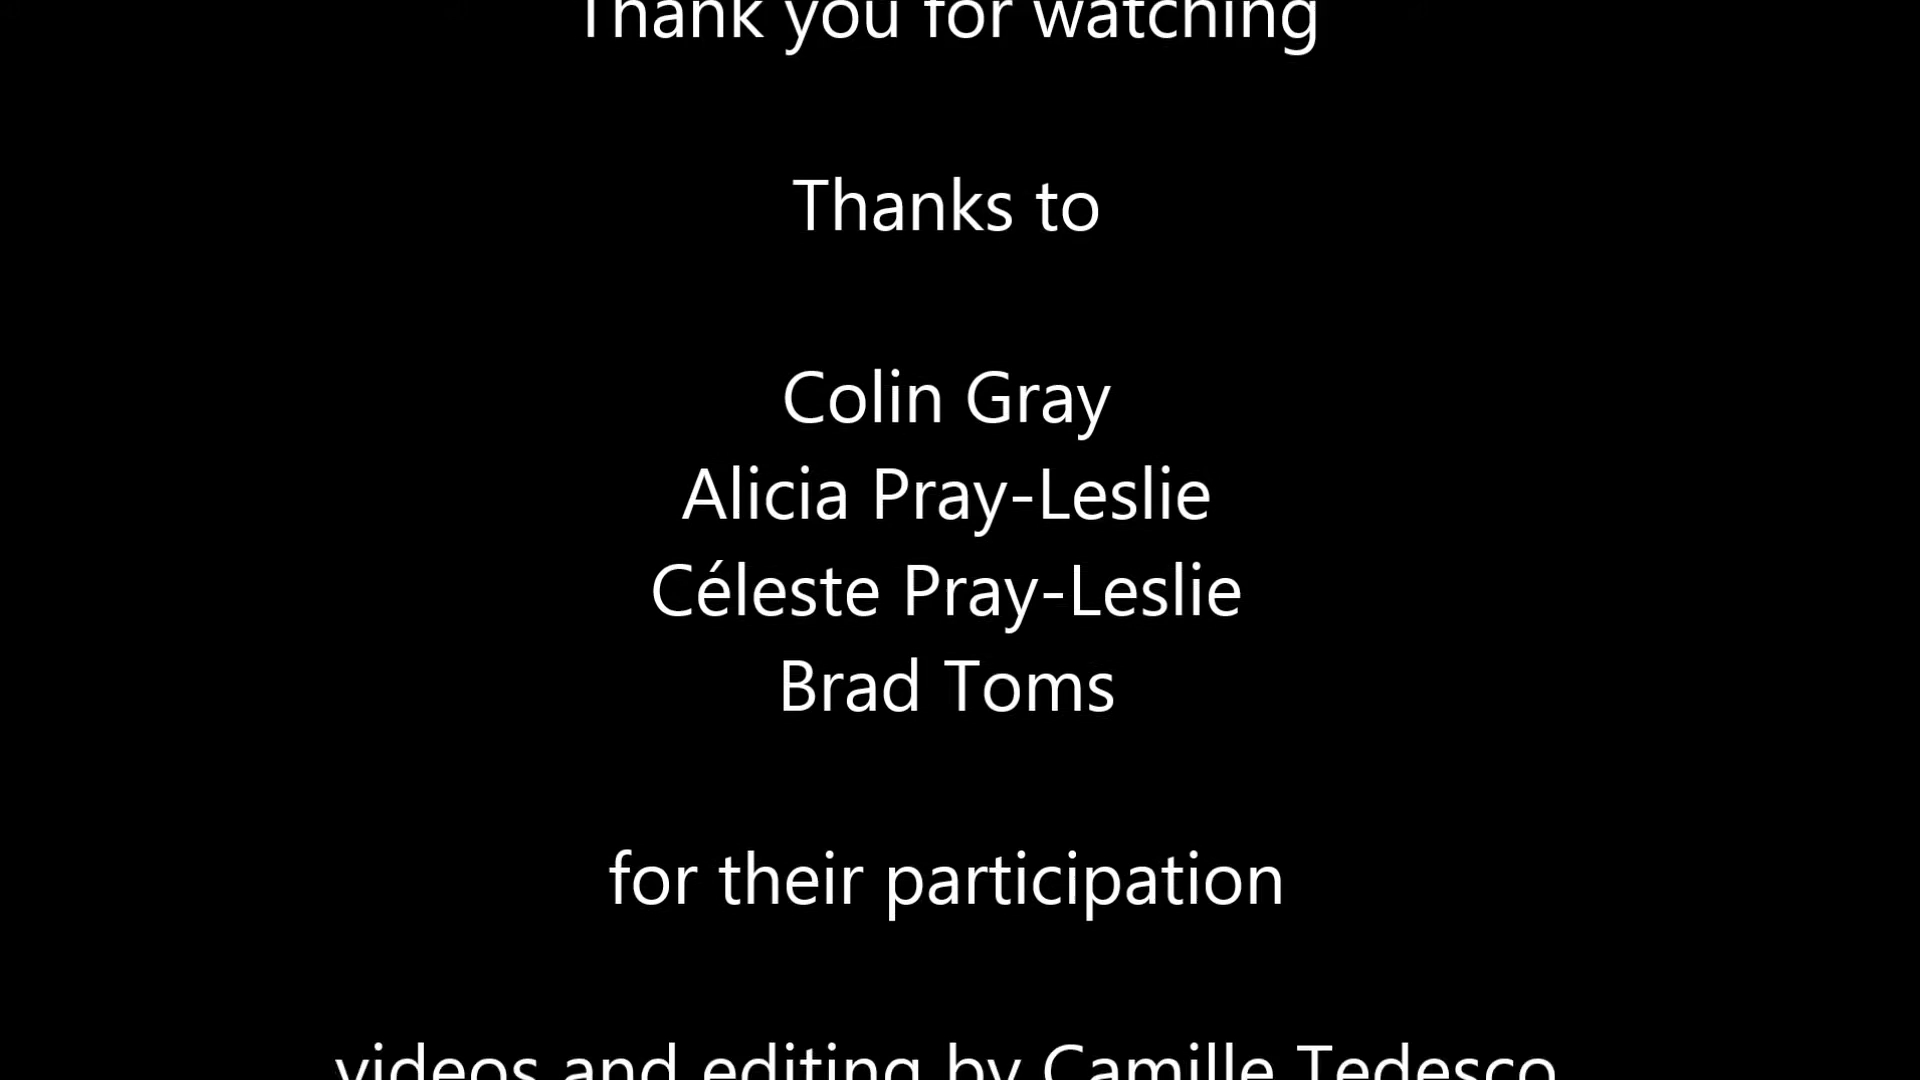 Thank you for watching
Thanks to
Colin Gray
Alicia Pray-Leslie
Céleste Pray-Leslie
Brad Toms
for their participation
videos and editing by Camille Tedesco